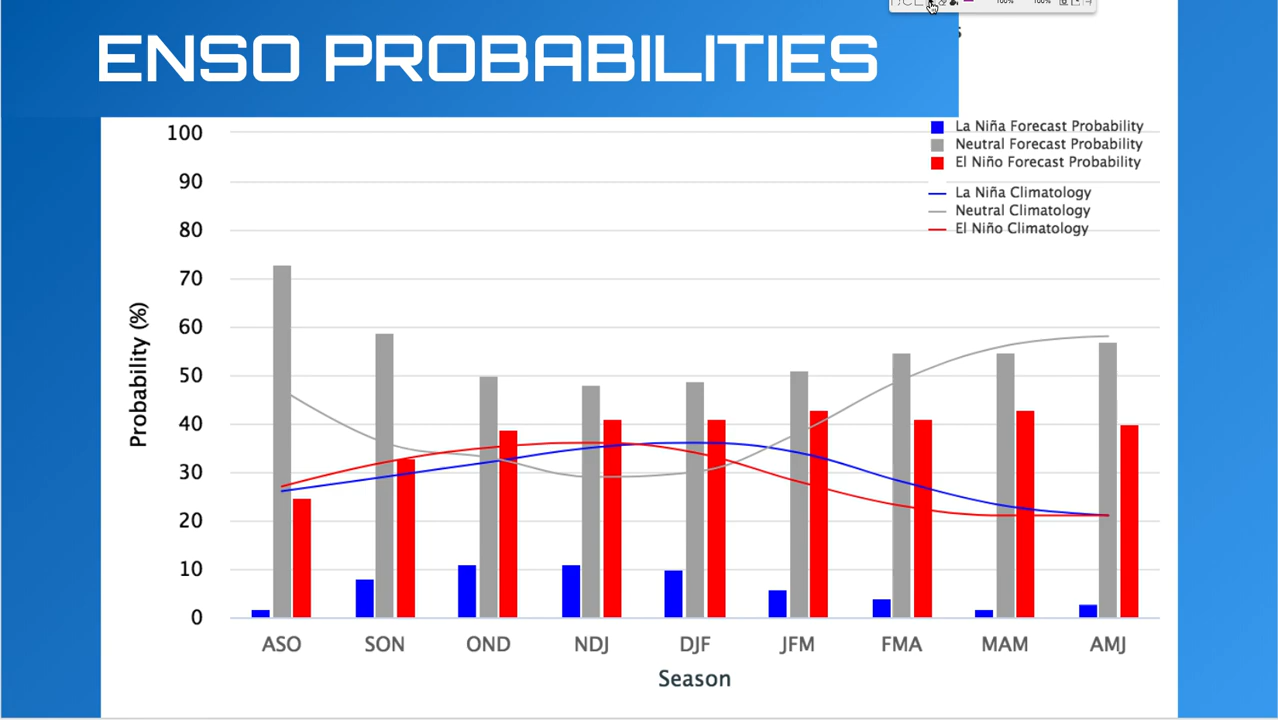 ENSO PROBABILITIES
100% 100%
La Niña Forecast Probability
Neutral Forecast Probability
El Niño Forecast Probability
La Niña Climatology
Neutral Climatology
El Niño Climatology
Probability (%)
100
90
80
70
60
50
40
30
20
10
0
ASO SON OND NDJ DJF JFM FMA MAM AMJ
Season